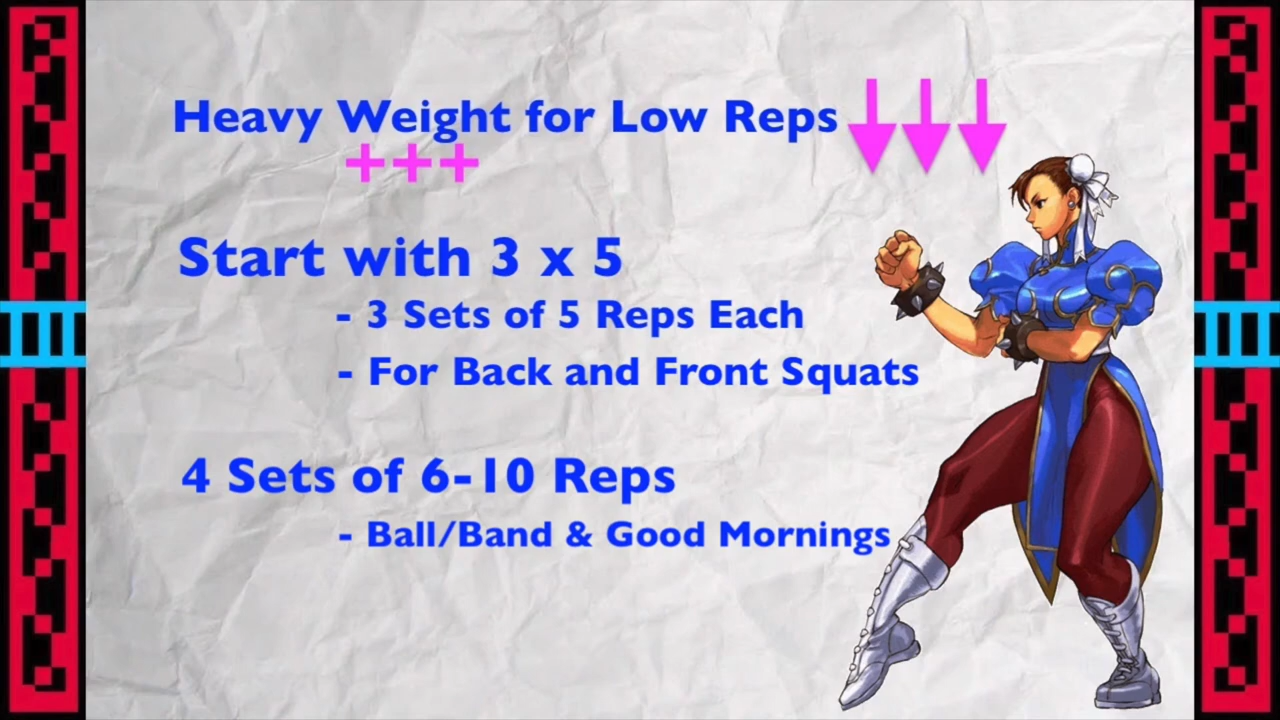 Heavy Weight for Low Reps
+++
Start with 3 x 5
- 3 Sets of 5 Reps Each
- For Back and Front Squats
4 Sets of 6-10 Reps
- Ball/Band & Good Mornings